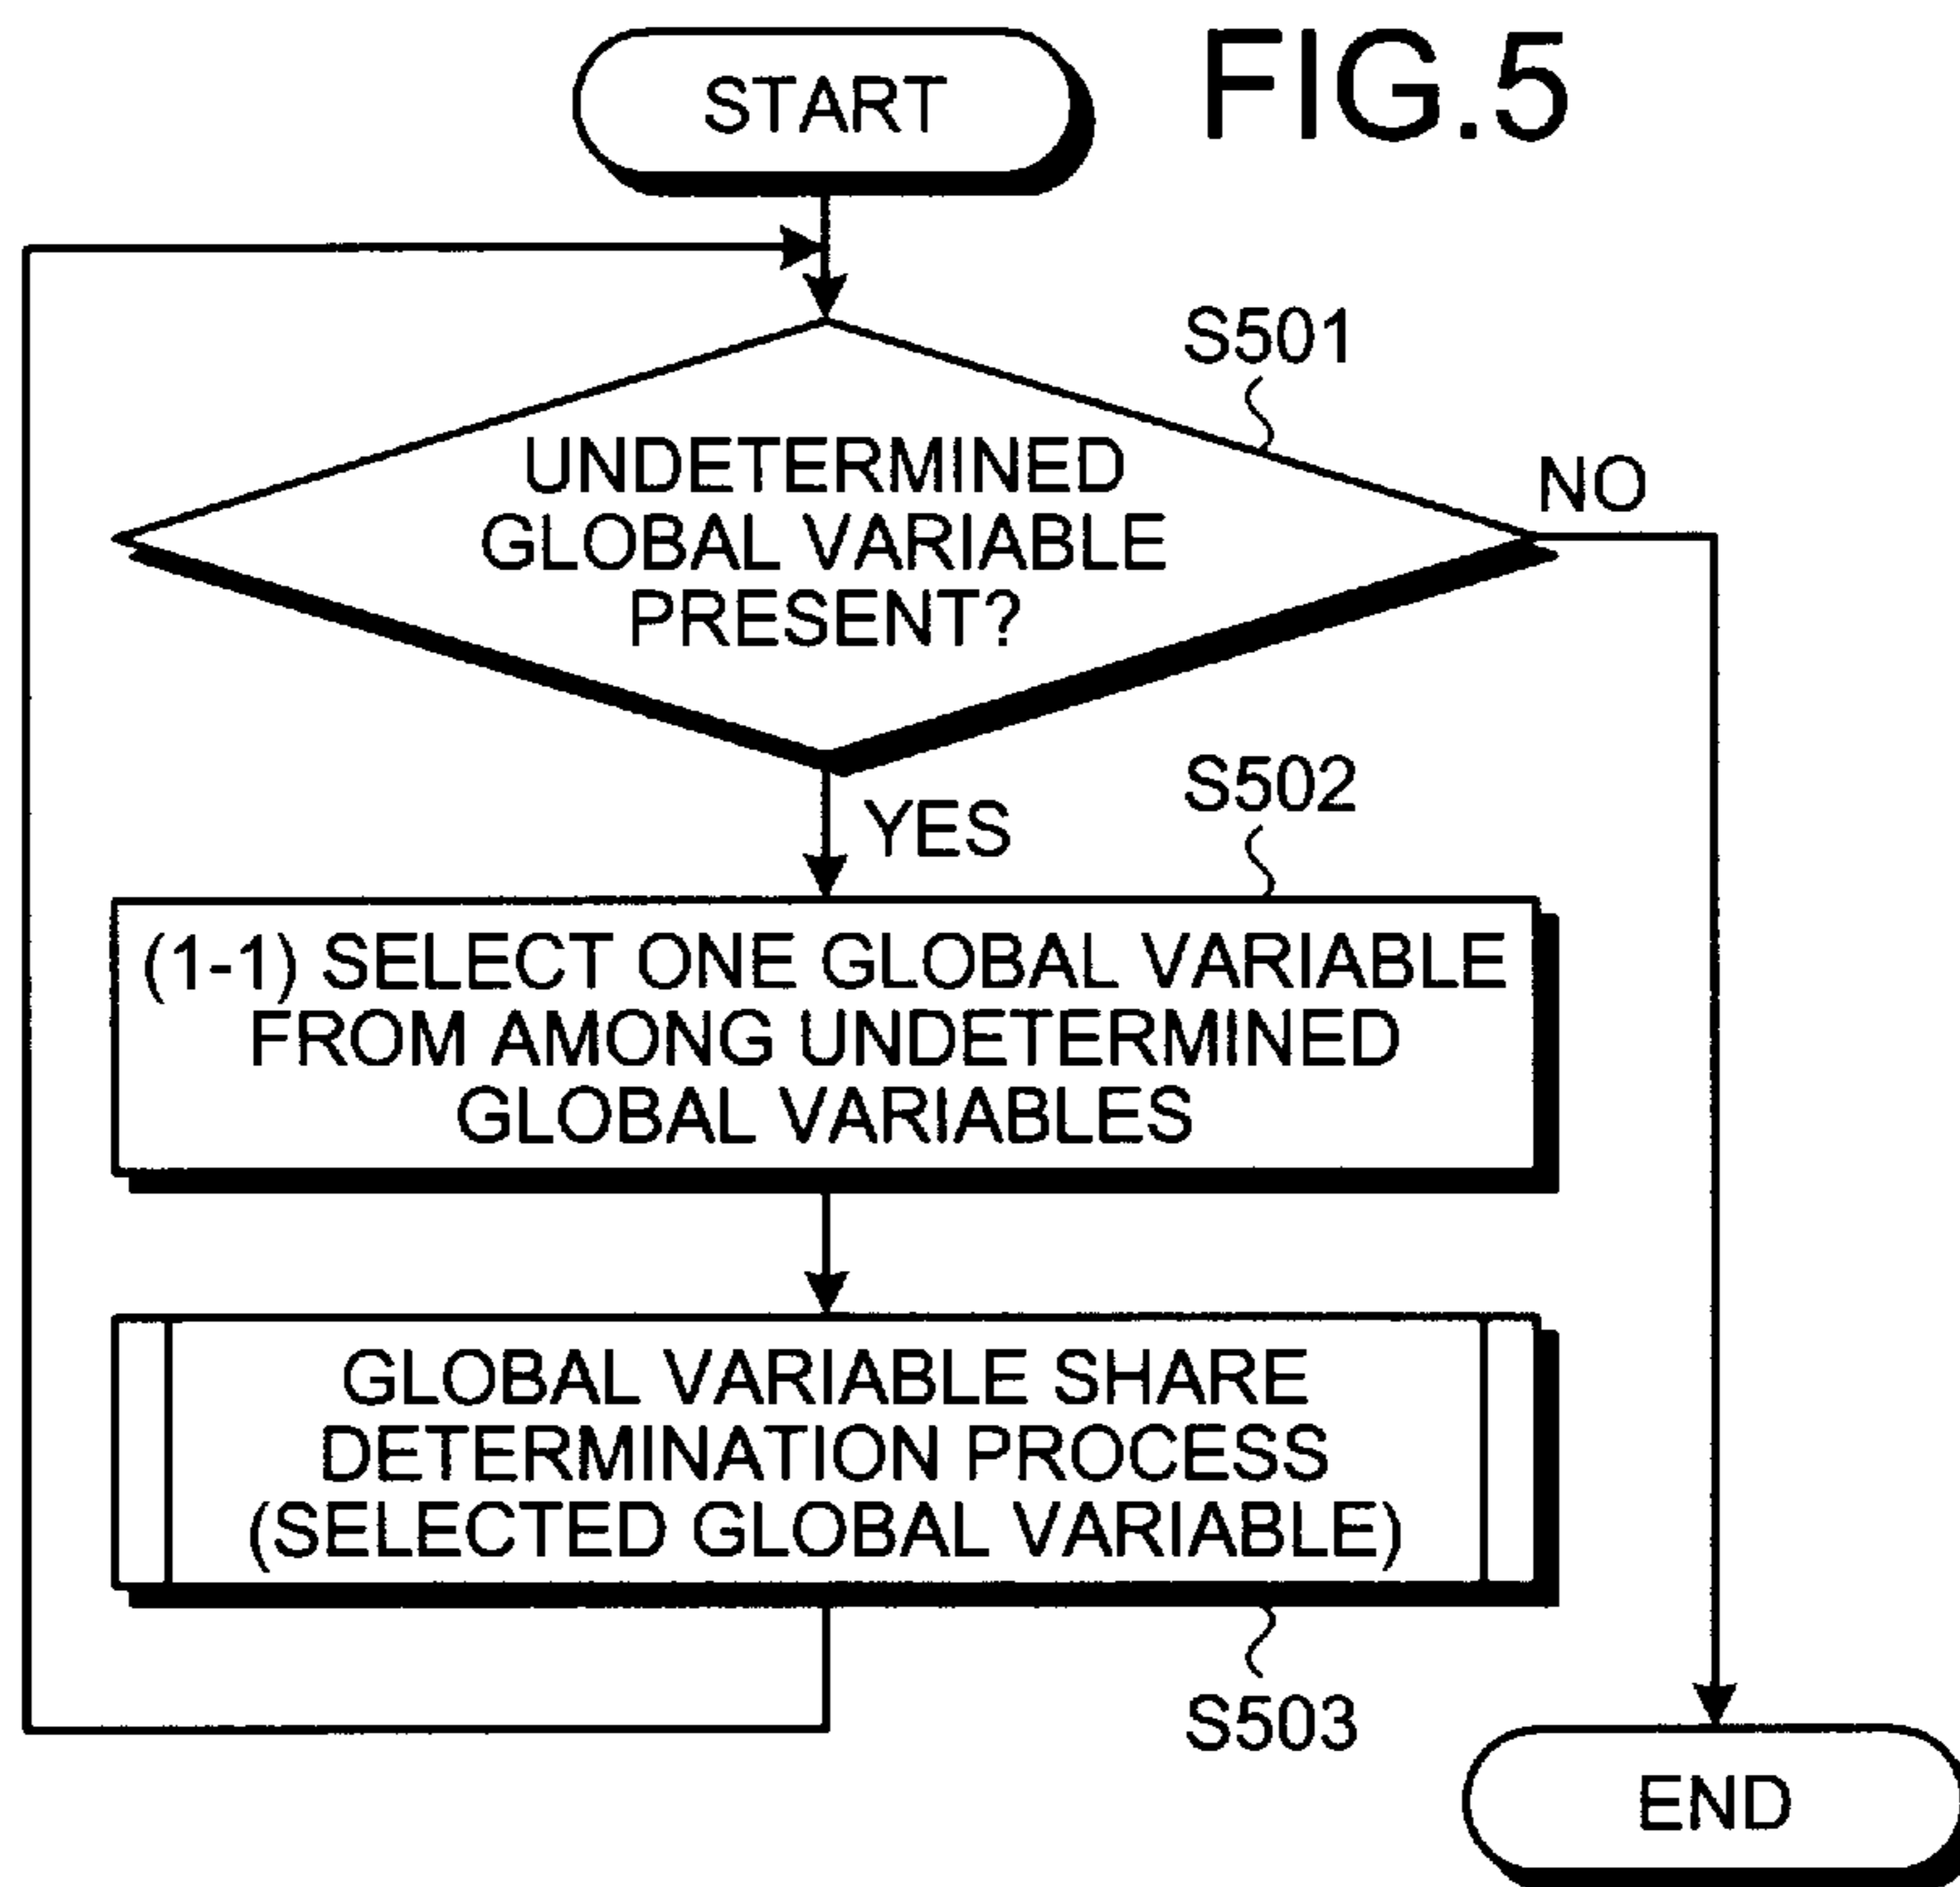 FIG.5
START
S501
UNDETERMINED
GLOBAL VARIABLE
PRESENT?
NO
YES
S502
(1-1) SELECT ONE GLOBAL VARIABLE
FROM AMONG UNDETERMINED
GLOBAL VARIABLES
GLOBAL VARIABLE SHARE
DETERMINATION PROCESS
(SELECTED GLOBAL VARIABLE)
S503
END